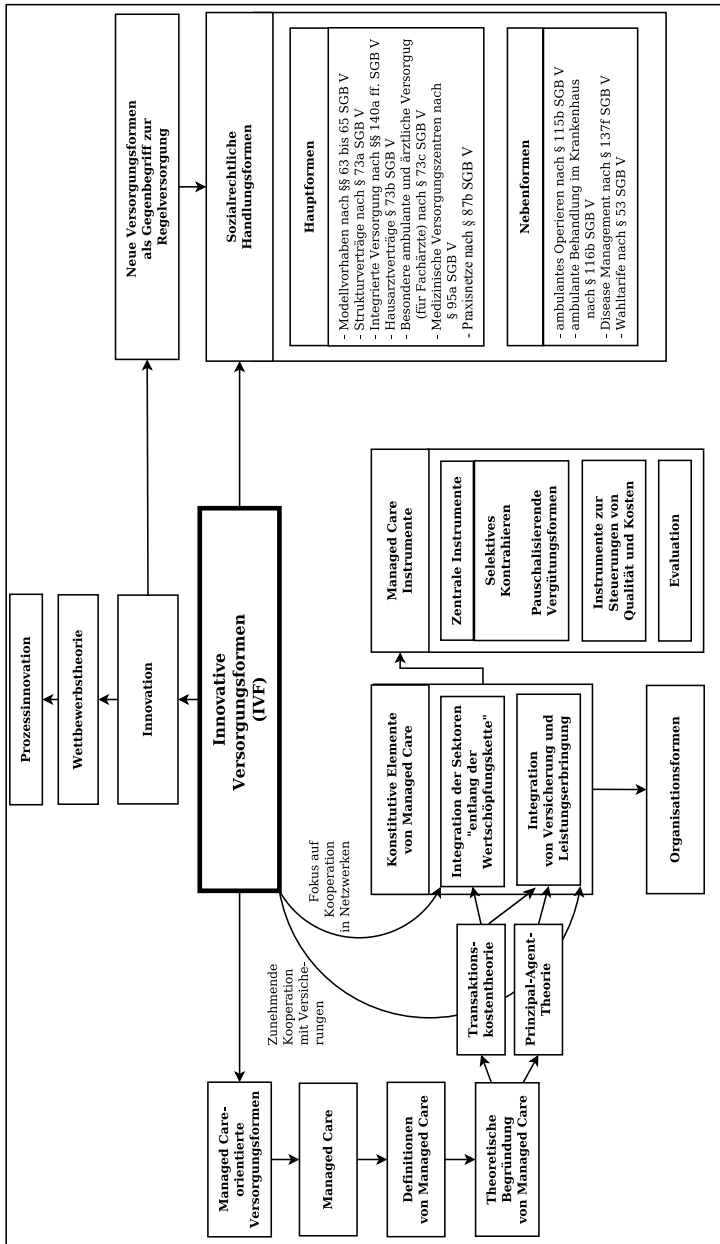 Prozessinnovation
Wettbewerbstheorie
Innovation
Neue Versorgungsformen
als Gegenbegriff zur
Regelversorgung
Innovative
Versorgungsformen
(IVF)
Sozialrechtliche
Handlungsformen
Hauptformen
- Modellvorhaben nach §§ 63 bis 65 SGB V
- Strukturverträge nach § 73a SGB V
- Integrierte Versorgung nach §§ 140a ff. SGB V
- Hausarztverträge § 73b SGB V
- Besondere ambulante und ärztliche Versorgug
(für Fachärzte) nach § 73c SGB V
- Medizinische Versorgungszentren nach
§ 95a SGB V
- Praxisnetze nach § 87b SGB V
Nebenformen
- ambulantes Operieren nach § 115b SGB V
- ambulante Behandlung im Krankenhaus
nach § 116b SGB V
- Disease Management nach § 137f SGB V
- Wahltarife nach § 53 SGB V
Managed Care-
orientierte
Versorgungsformen
Managed Care
Definitionen
von Managed Care
Theoretische
Begründung
von Managed Care
Zunehmende
Kooperation
mit Versiche-
rungen
Fokus auf
Kooperation
in Netzwerken
Transaktions-
kostentheorie
Prinzipal-Agent-
Theorie
Konstitutive Elemente
von Managed Care
Integration der Sektoren
"entlang der
Wertschöpfungskette"
Integration
von Versicherung und
Leistungserbringung
Organisationsformen
Managed Care
Instrumente
Zentrale Instrumente
Selektives
Kontrahieren
Pauschalisierende
Vergütungsformen
Instrumente zur
Steuerungen von
Qualität und Kosten
Evaluation